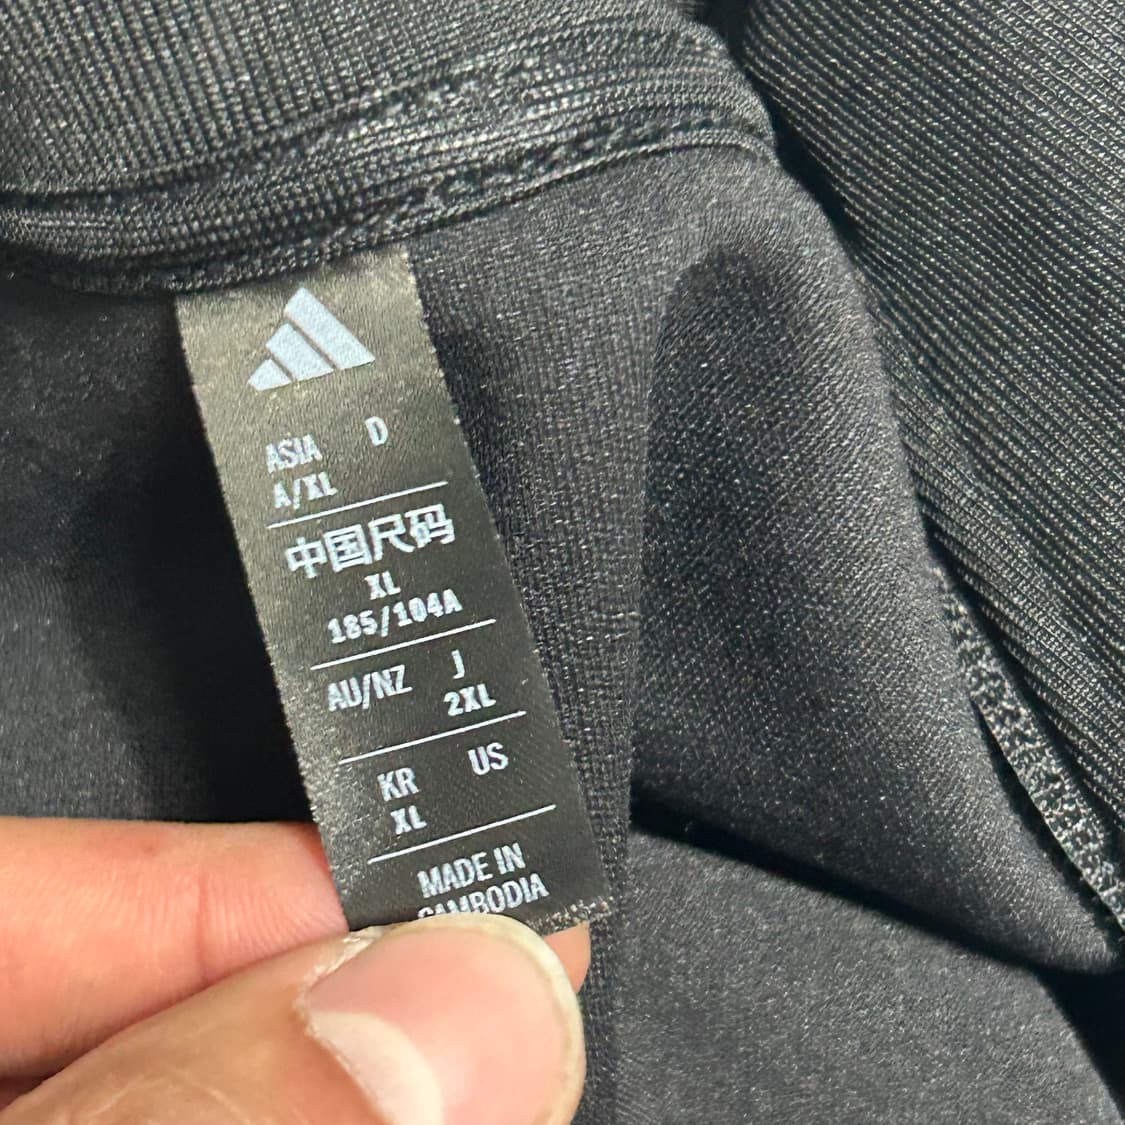 ASIA D
A/XL
中国尺码
XL
185/104A
AU/NZ J
2XL
KR US
XL
MADE IN
CAMBODIA